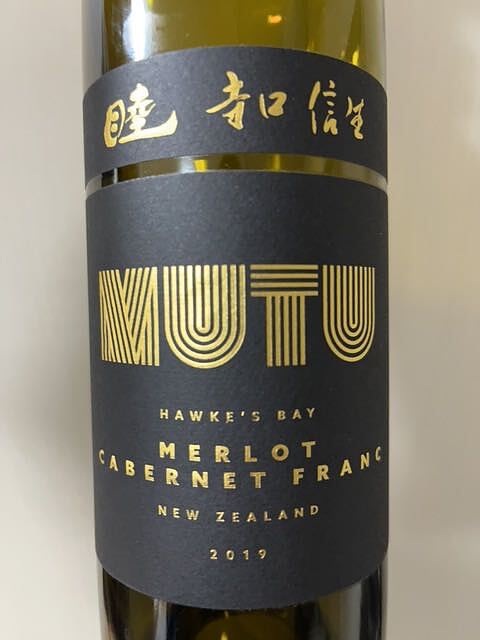 睦 寺口信生
MUTU
HAWKE'S BAY
MERLOT
CABERNET FRANC
NEW ZEALAND
2019